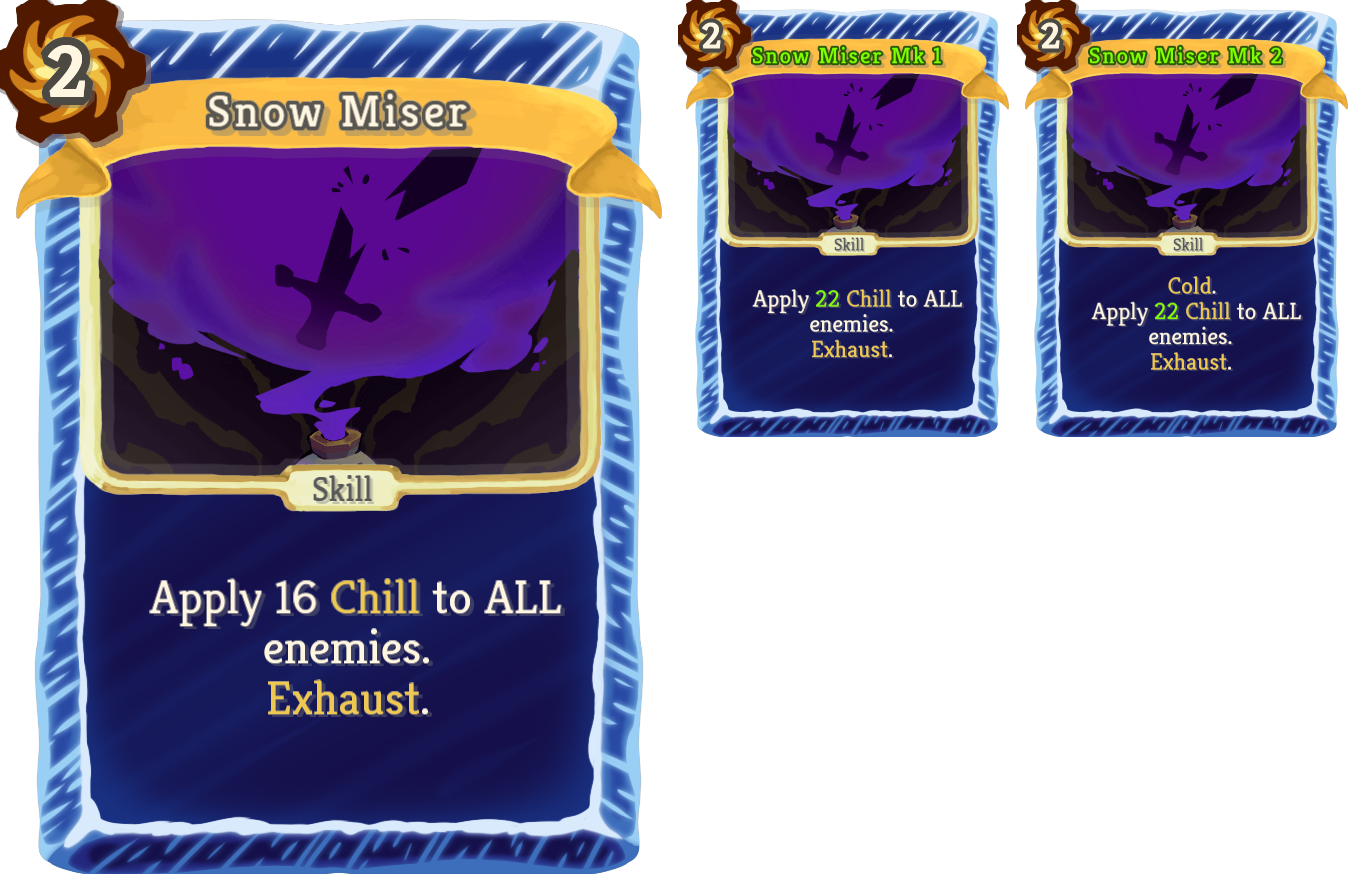 2
Snow Miser
Skill
Apply 16 Chill to ALL
enemies.
Exhaust.
2
Snow Miser Mk 1
Skill
Apply 22 Chill to ALL
enemies.
Exhaust.
2
Snow Miser Mk 2
Skill
Cold.
Apply 22 Chill to ALL
enemies.
Exhaust.